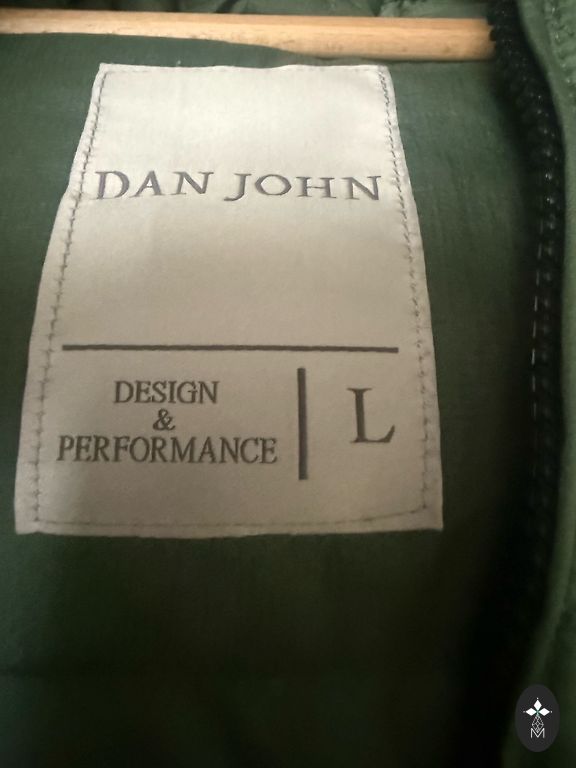 DAN JOHN
DESIGN
&
PERFORMANCE
L